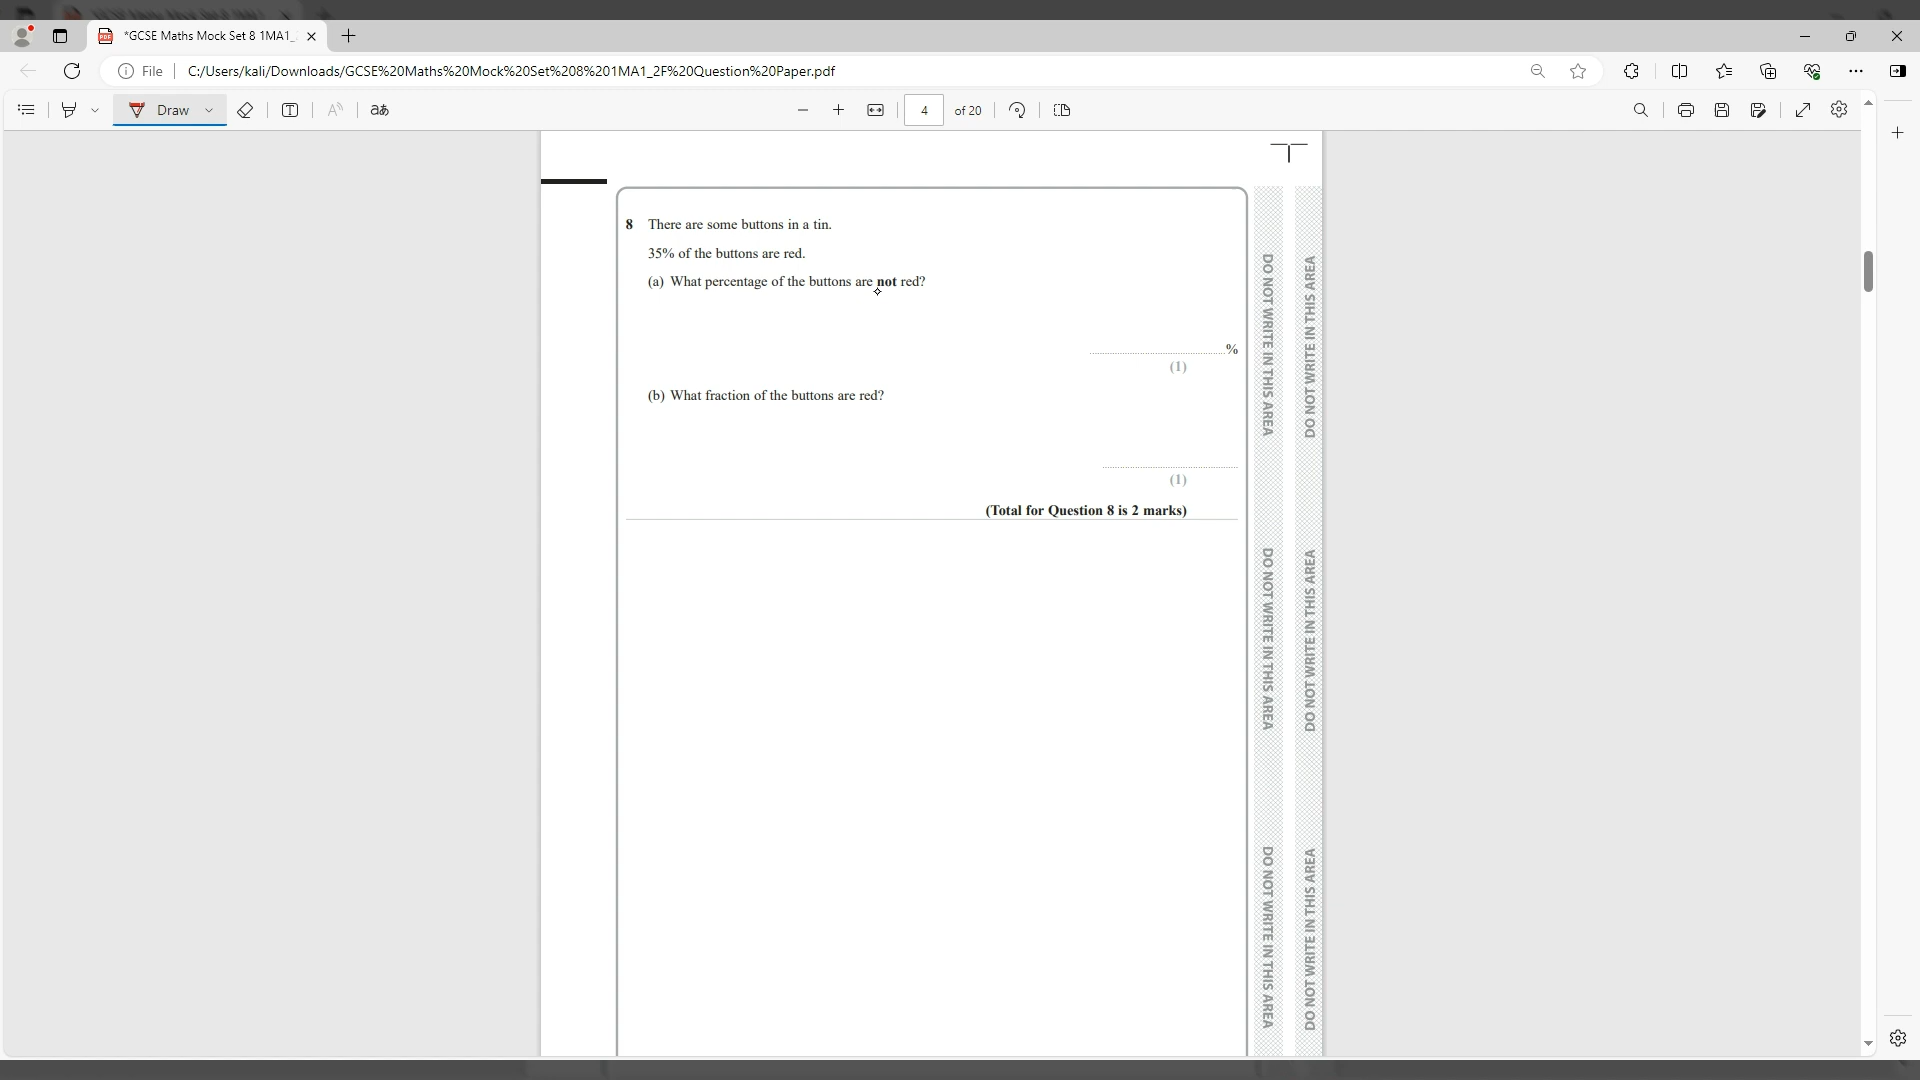 *GCSE Maths Mock Set 8 1MA1_
File
C:/Users/kali/Downloads/GCSE%20Maths%20Mock%20Set%208%201MA1_2F%20Question%20Paper.pdf
Draw
aあ
4
of 20
8 There are some buttons in a tin.
35% of the buttons are red.
(a) What percentage of the buttons are not red?
%
(1)
(b) What fraction of the buttons are red?
(1)
(Total for Question 8 is 2 marks)
DO NOT WRITE IN THIS AREA
DO NOT WRITE IN THIS AREA
DO NOT WRITE IN THIS AREA
DO NOT WRITE IN THIS AREA
DO NOT WRITE IN THIS AREA
DO NOT WRITE IN THIS AREA